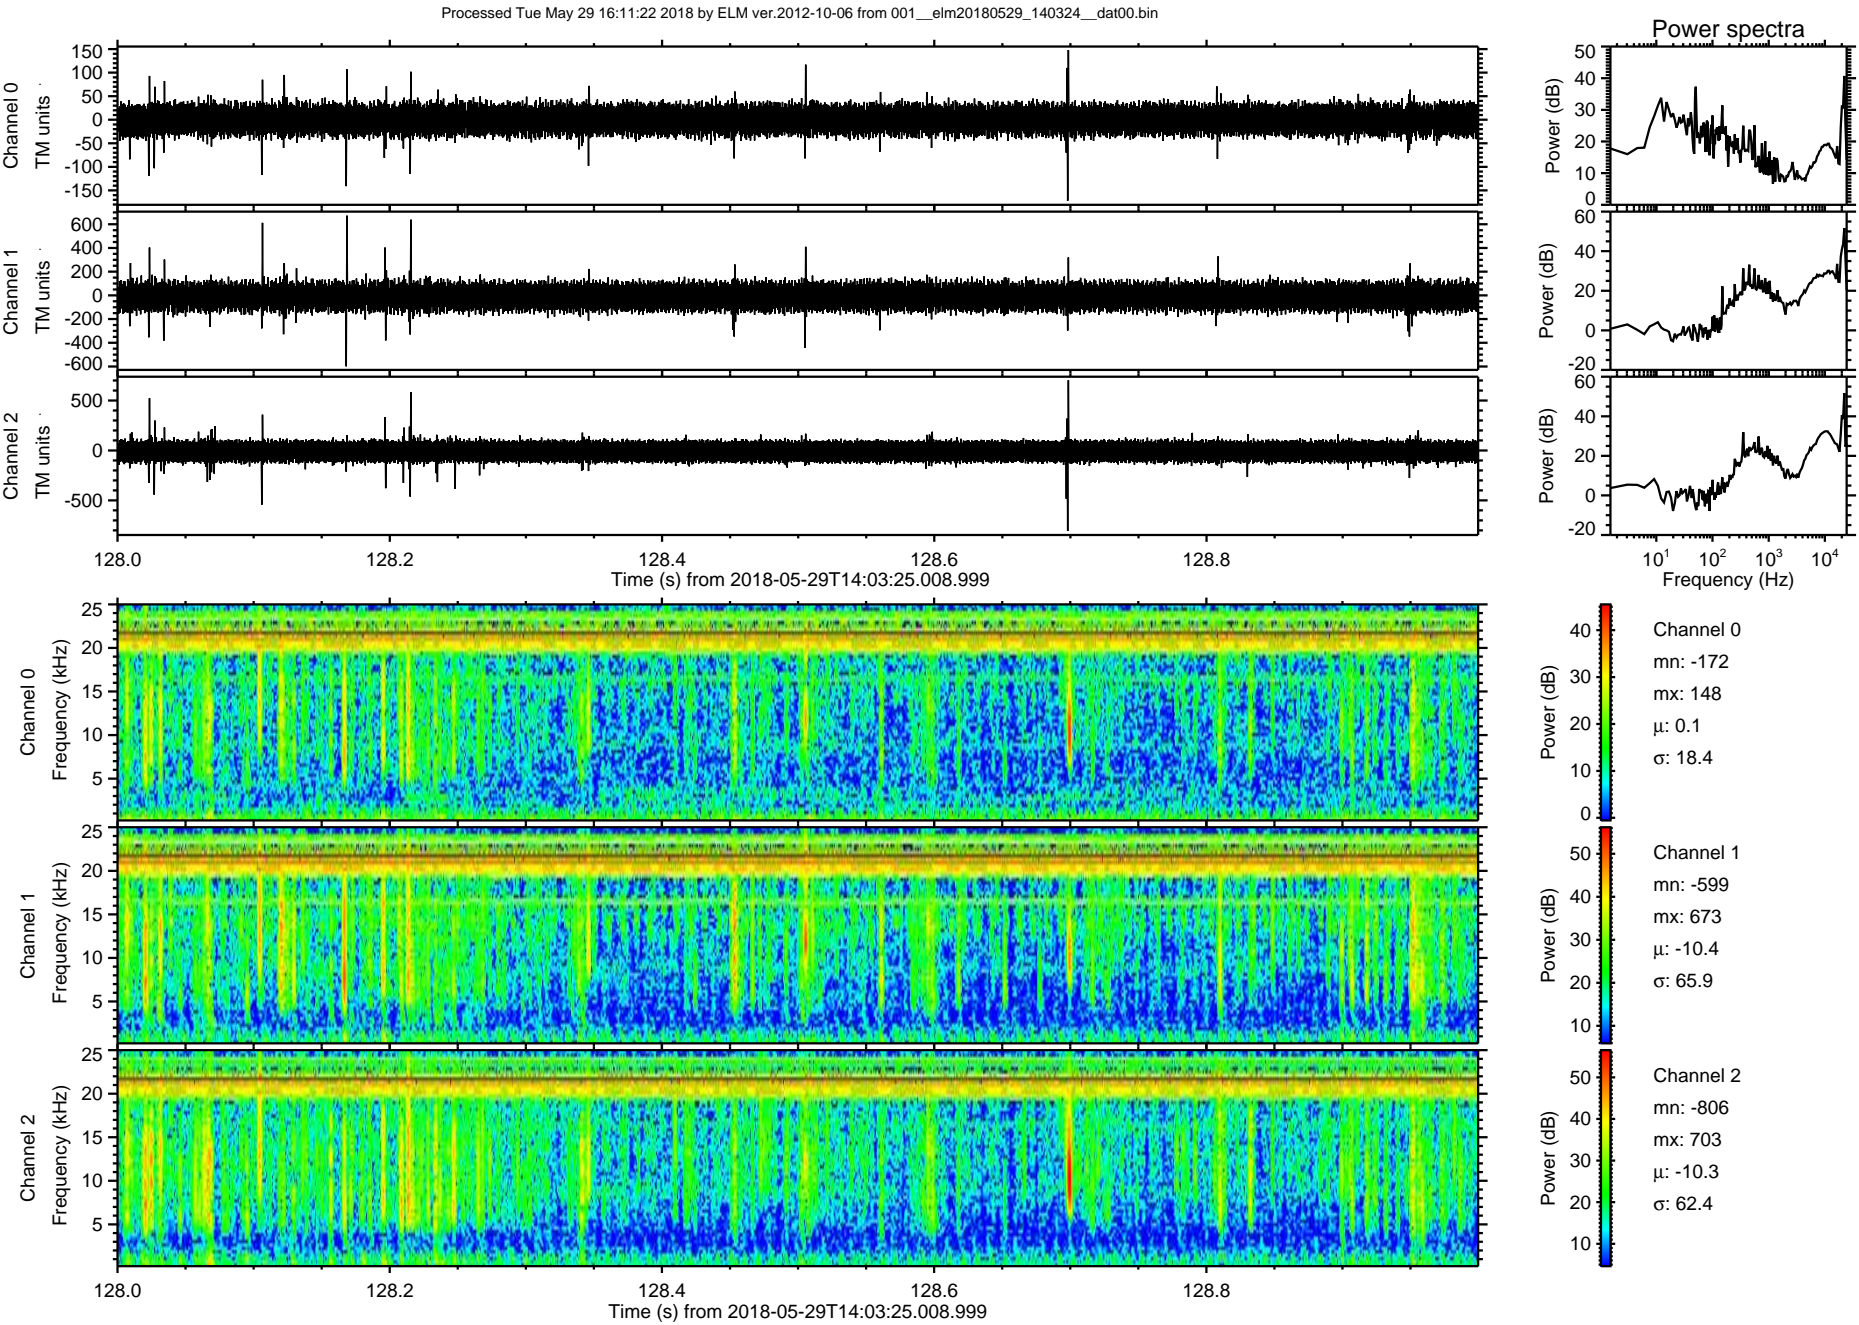 Processed Tue May 29 16:11:22 2018 by ELM ver.2012-10-06 from 001__elm20180529_140324__dat00.bin
Power spectra
Channel 0
TM units
150
100
50
0
-50
-100
-150
Power (dB)
50
40
30
20
10
0
Channel 1
TM units
600
400
200
0
-200
-400
-600
Power (dB)
60
40
20
0
-20
Channel 2
TM units
500
0
-500
Power (dB)
60
40
20
0
-20
128.0 128.2 128.4 128.6 128.8
Time (s) from 2018-05-29T14:03:25.008.999
10¹ 10² 10³ 10⁴
Frequency (Hz)
Channel 0
Frequency (kHz)
25
20
15
10
5
Power (dB)
40
30
20
10
0
Channel 0
mn: -172
mx: 148
μ: 0.1
σ: 18.4
Channel 1
Frequency (kHz)
25
20
15
10
5
Power (dB)
50
40
30
20
10
Channel 1
mn: -599
mx: 673
μ: -10.4
σ: 65.9
Channel 2
Frequency (kHz)
25
20
15
10
5
Power (dB)
50
40
30
20
10
Channel 2
mn: -806
mx: 703
μ: -10.3
σ: 62.4
128.0 128.2 128.4 128.6 128.8
Time (s) from 2018-05-29T14:03:25.008.999